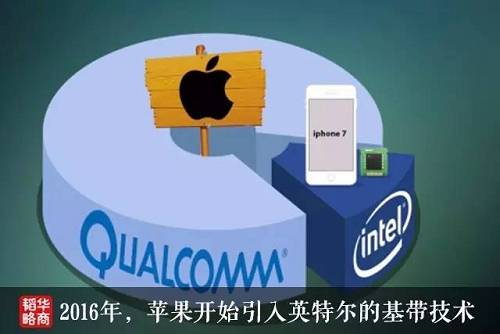 iphone 7
QUALCOMM®
intel®
华商
韬略
2016年，苹果开始引入英特尔的基带技术